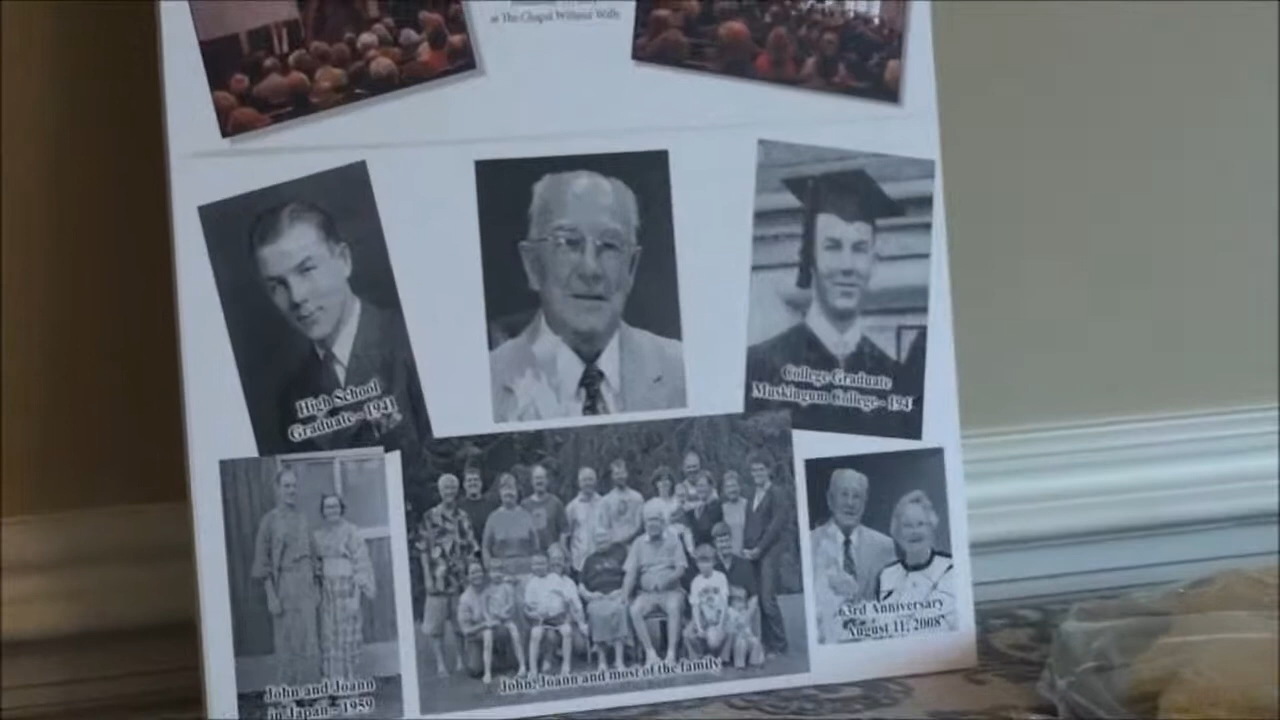 at The Chapel Without Walls
High School
Graduate - 1941
College Graduate
Muskingum College - 194
John and Joann
in Japan - 1959
John, Joann and most of the family
63rd Anniversary
August 11, 2008